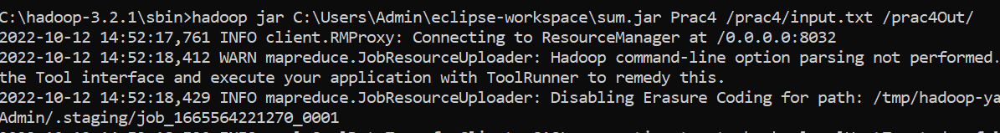 C:\hadoop-3.2.1\sbin>hadoop jar C:\Users\Admin\eclipse-workspace\sum.jar Prac4 /prac4/input.txt /prac4Out/
2022-10-12 14:52:17,761 INFO client.RMProxy: Connecting to ResourceManager at /0.0.0.0:8032
2022-10-12 14:52:18,412 WARN mapreduce.JobResourceUploader: Hadoop command-line option parsing not performed.
the Tool interface and execute your application with ToolRunner to remedy this.
2022-10-12 14:52:18,429 INFO mapreduce.JobResourceUploader: Disabling Erasure Coding for path: /tmp/hadoop-ya
Admin/.staging/job_1665564221270_0001